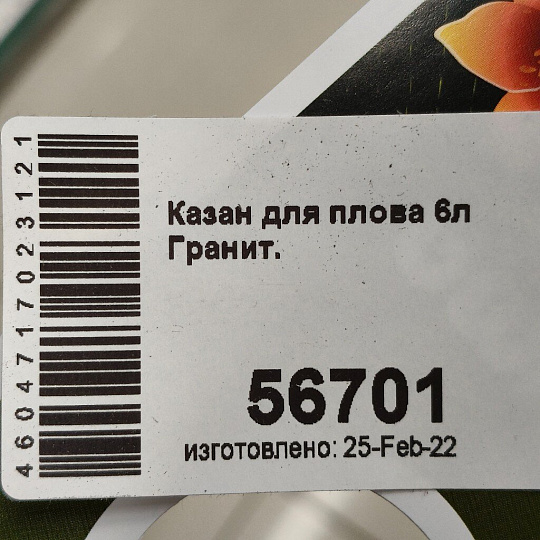 Казан для плова 6л
Гранит.
56701
изготовлено: 25-Feb-22
4604717023121